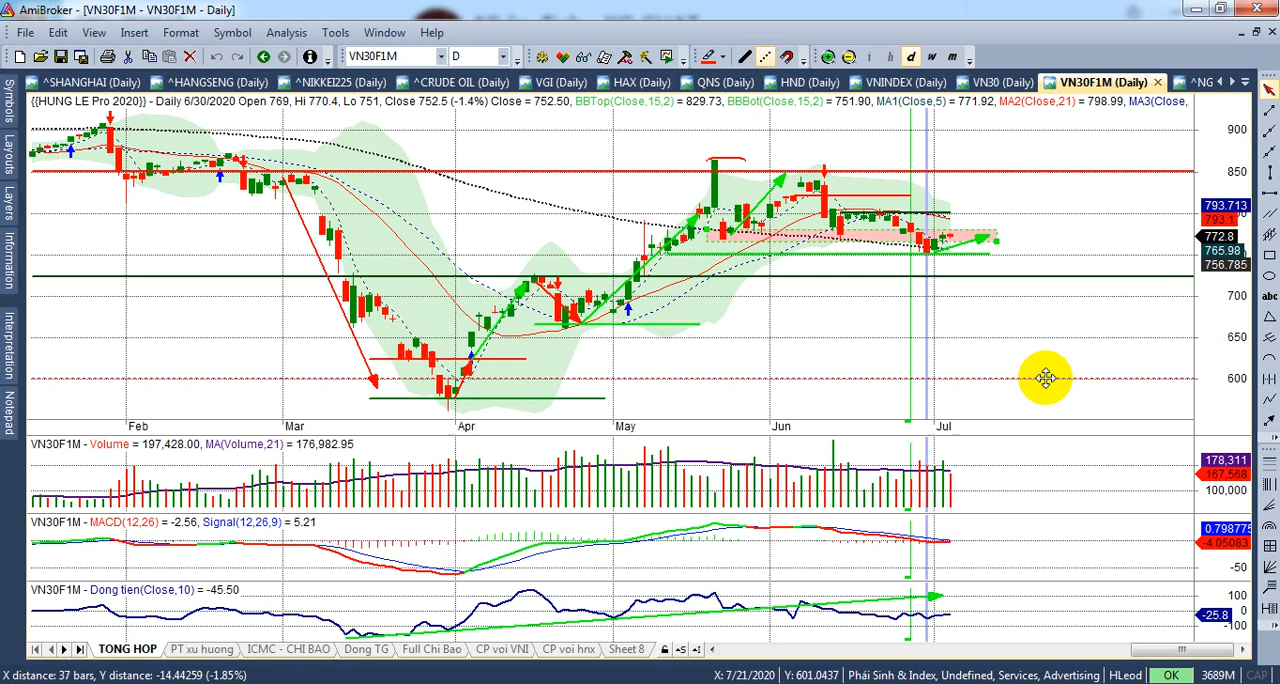 AmiBroker - [VN30F1M - VN30F1M - Daily]
File Edit View Insert Format Symbol Analysis Tools Window Help
VN30F1M D i h d w m
^SHANGHAI (Daily) ^HANGSENG (Daily) ^NIKKEI225 (Daily) ^CRUDE OIL (Daily) VGI (Daily) HAX (Daily) QNS (Daily) HND (Daily) VNINDEX (Daily) VN30 (Daily) VN30F1M (Daily) ^NG
Symbols
Layouts
Layers
Information
Interpretation
Notepad
{{HUNG LE Pro 2020}} - Daily 6/30/2020 Open 769, Hi 770.4, Lo 751, Close 752.5 (-1.4%) Close = 752.50, BBTop(Close,15,2) = 829.73, BBBot(Close,15,2) = 751.90, MA1(Close,5) = 771.92, MA2(Close,21) = 798.99, MA3(Close,
900
850
793.713
793.1
772.8
765.98
756.785
700
650
600
abc
Feb Mar Apr May Jun Jul
VN30F1M - Volume = 197,428.00, MA(Volume,21) = 176,982.95
178,311
167,568
100,000
VN30F1M - MACD(12,26) = -2.56, Signal(12,26,9) = 5.21
0.798775
-4.05083
-50
VN30F1M - Dong tien(Close,10) = -45.50
100
0
-25.8
-100
TONG HOP PT xu huong ICMC - CHI BAO Dong TG Full Chi Bao CP voi VNI CP voi hnx Sheet 8
X distance: 37 bars, Y distance: -14.44259 (-1.85%) X: 7/21/2020 Y: 601.0437 Phái Sinh & Index, Undefined, Services, Advertising HLeod OK 3689M CAP